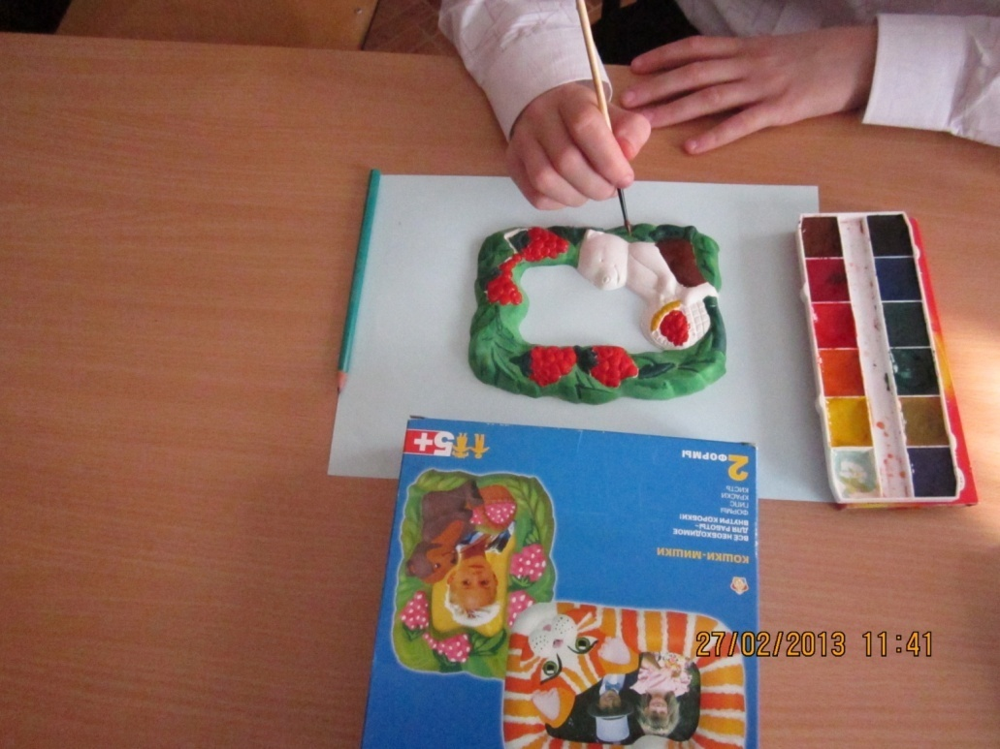 5+
2 ФОРМЫ
КИСТЬ
КРАСКИ
ГИПС
ФОРМЫ
ВНУТРИ КОРОБКИ!
ДЛЯ РАБОТЫ-
ВСЁ НЕОБХОДИМОЕ
КОШКИ-МИШКИ
27/02/2013 11:41